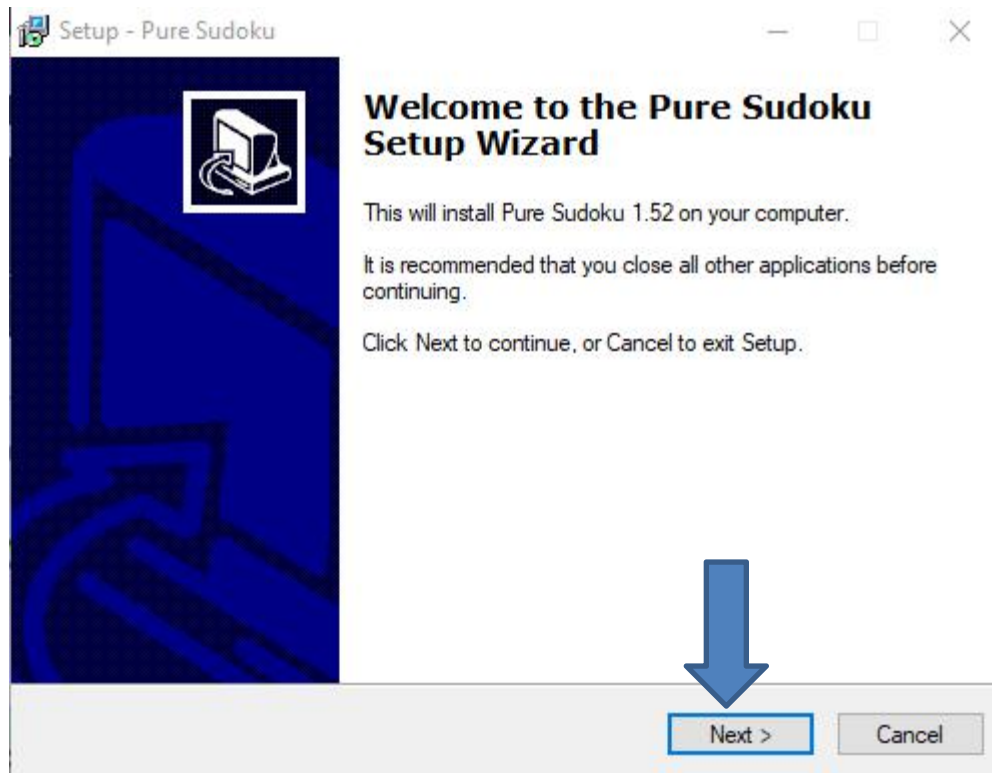 Setup - Pure Sudoku
Welcome to the Pure Sudoku
Setup Wizard
This will install Pure Sudoku 1.52 on your computer.
It is recommended that you close all other applications before
continuing.
Click Next to continue, or Cancel to exit Setup.
Next >
Cancel